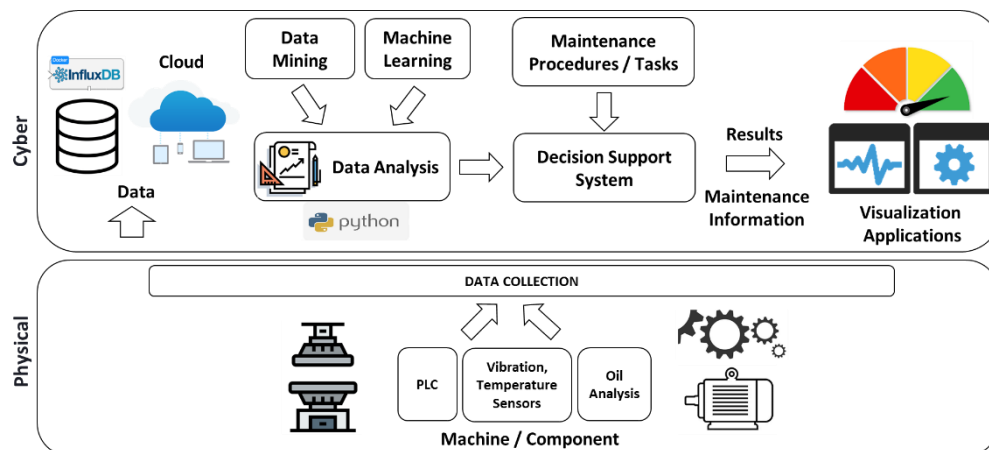 Cyber
Docker
InfluxDB
Cloud
Data
Data
Mining
Machine
Learning
Data Analysis
python
Maintenance
Procedures / Tasks
Decision Support
System
Results
Maintenance
Information
Visualization
Applications
Physical
DATA COLLECTION
PLC
Vibration,
Temperature
Sensors
Oil
Analysis
Machine / Component